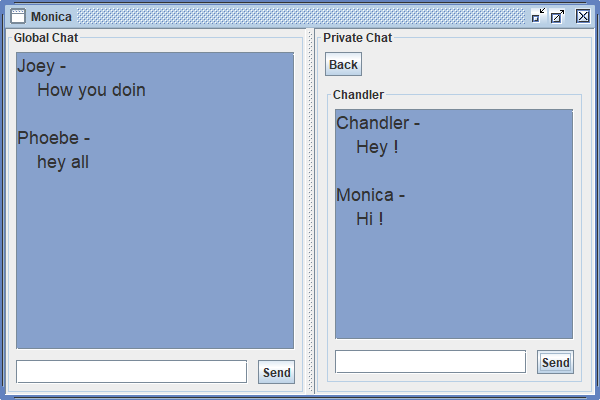 Monica
Global Chat
Joey -
How you doin
Phoebe -
hey all
Send
Private Chat
Back
Chandler
Chandler -
Hey !
Monica -
Hi !
Send